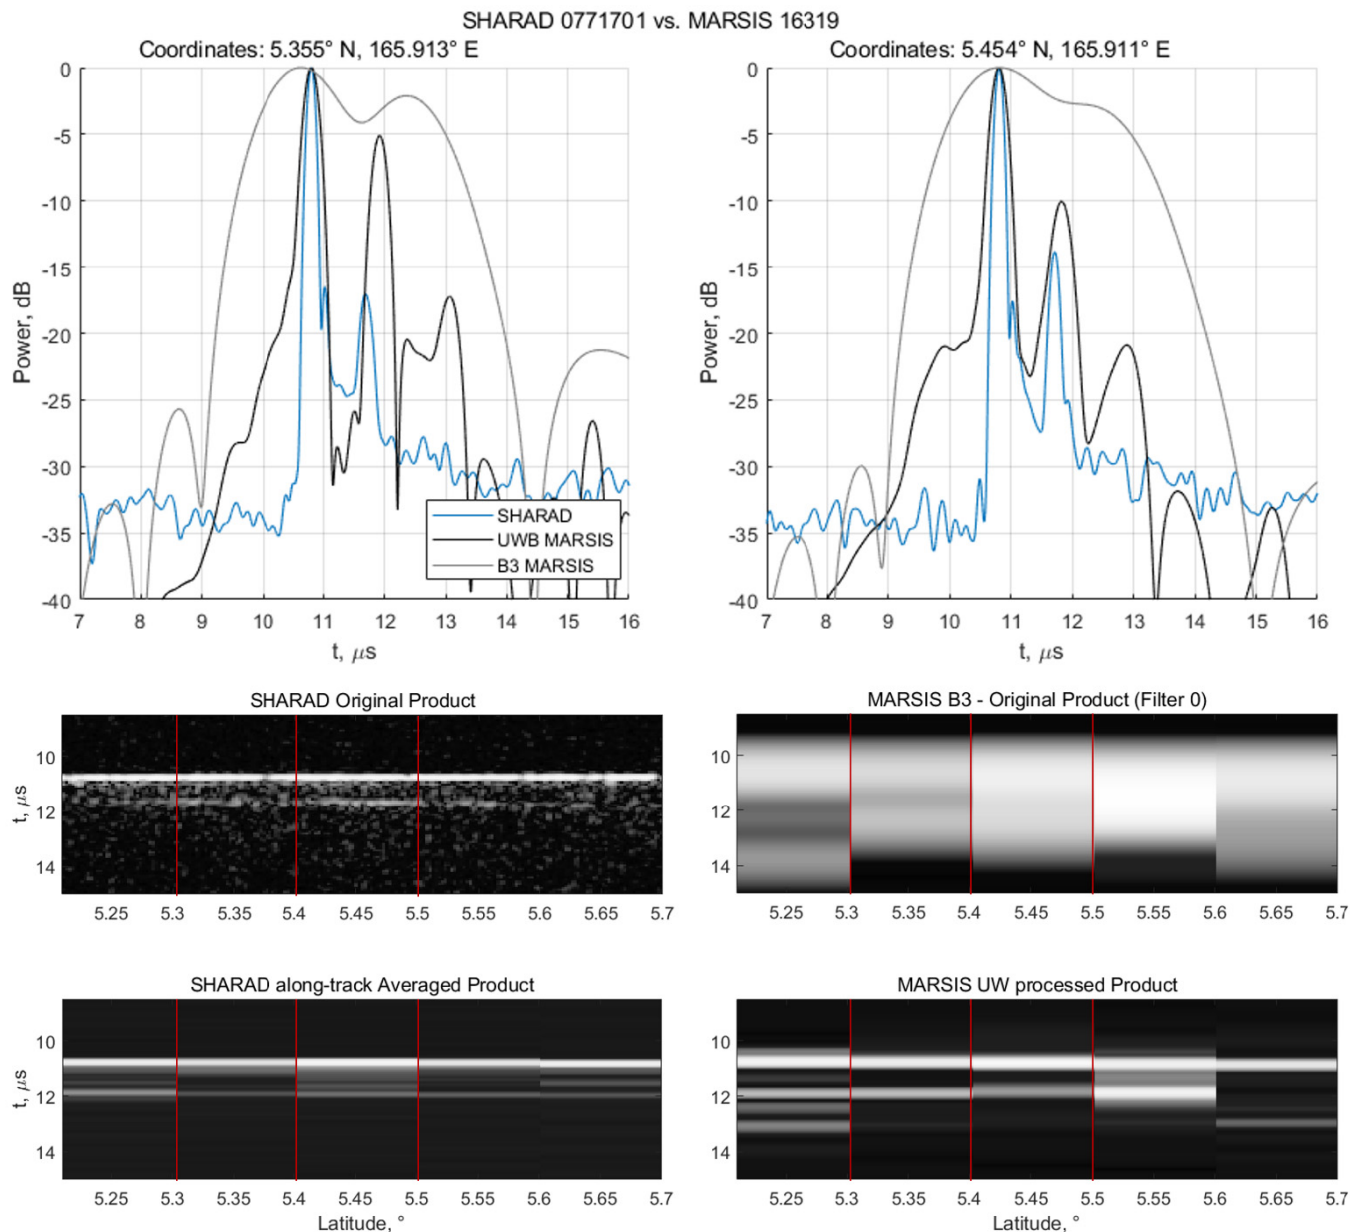 SHARAD 0771701 vs. MARSIS 16319
Coordinates: 5.355° N, 165.913° E
Coordinates: 5.454° N, 165.911° E
0
-5
-10
-15
-20
-25
-30
-35
-40
Power, dB
SHARAD
UWB MARSIS
B3 MARSIS
7 8 9 10 11 12 13 14 15 16
t, μs
0
-5
-10
-15
-20
-25
-30
-35
-40
Power, dB
7 8 9 10 11 12 13 14 15 16
t, μs
SHARAD Original Product
10
12
14
t, μs
5.25 5.3 5.35 5.4 5.45 5.5 5.55 5.6 5.65 5.7
MARSIS B3 - Original Product (Filter 0)
10
12
14
5.25 5.3 5.35 5.4 5.45 5.5 5.55 5.6 5.65 5.7
SHARAD along-track Averaged Product
10
12
14
t, μs
5.25 5.3 5.35 5.4 5.45 5.5 5.55 5.6 5.65 5.7
Latitude, °
MARSIS UW processed Product
10
12
14
5.25 5.3 5.35 5.4 5.45 5.5 5.55 5.6 5.65 5.7
Latitude, °